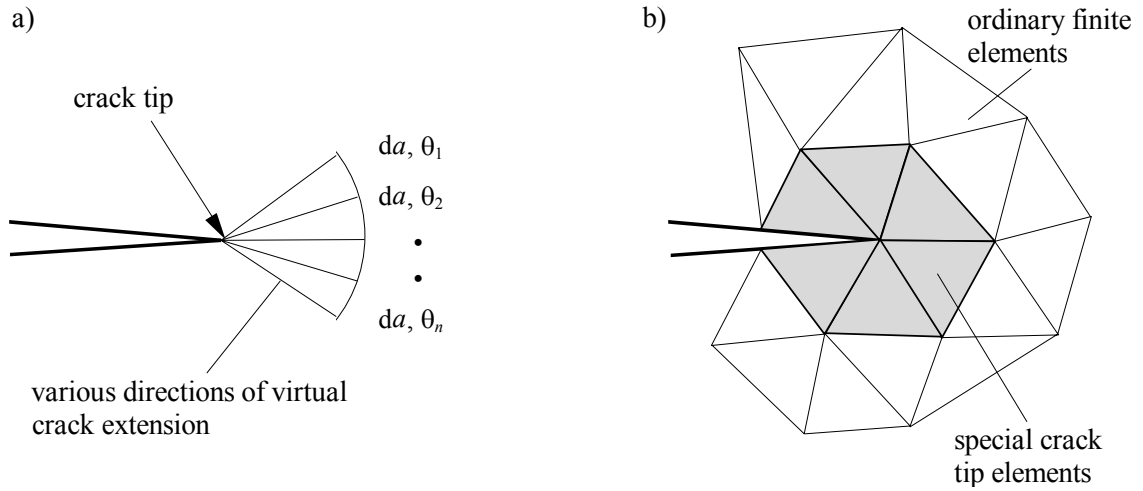 a)
crack tip
da, θ1
da, θ2
•
•
da, θn
various directions of virtual
crack extension
b)
ordinary finite
elements
special crack
tip elements